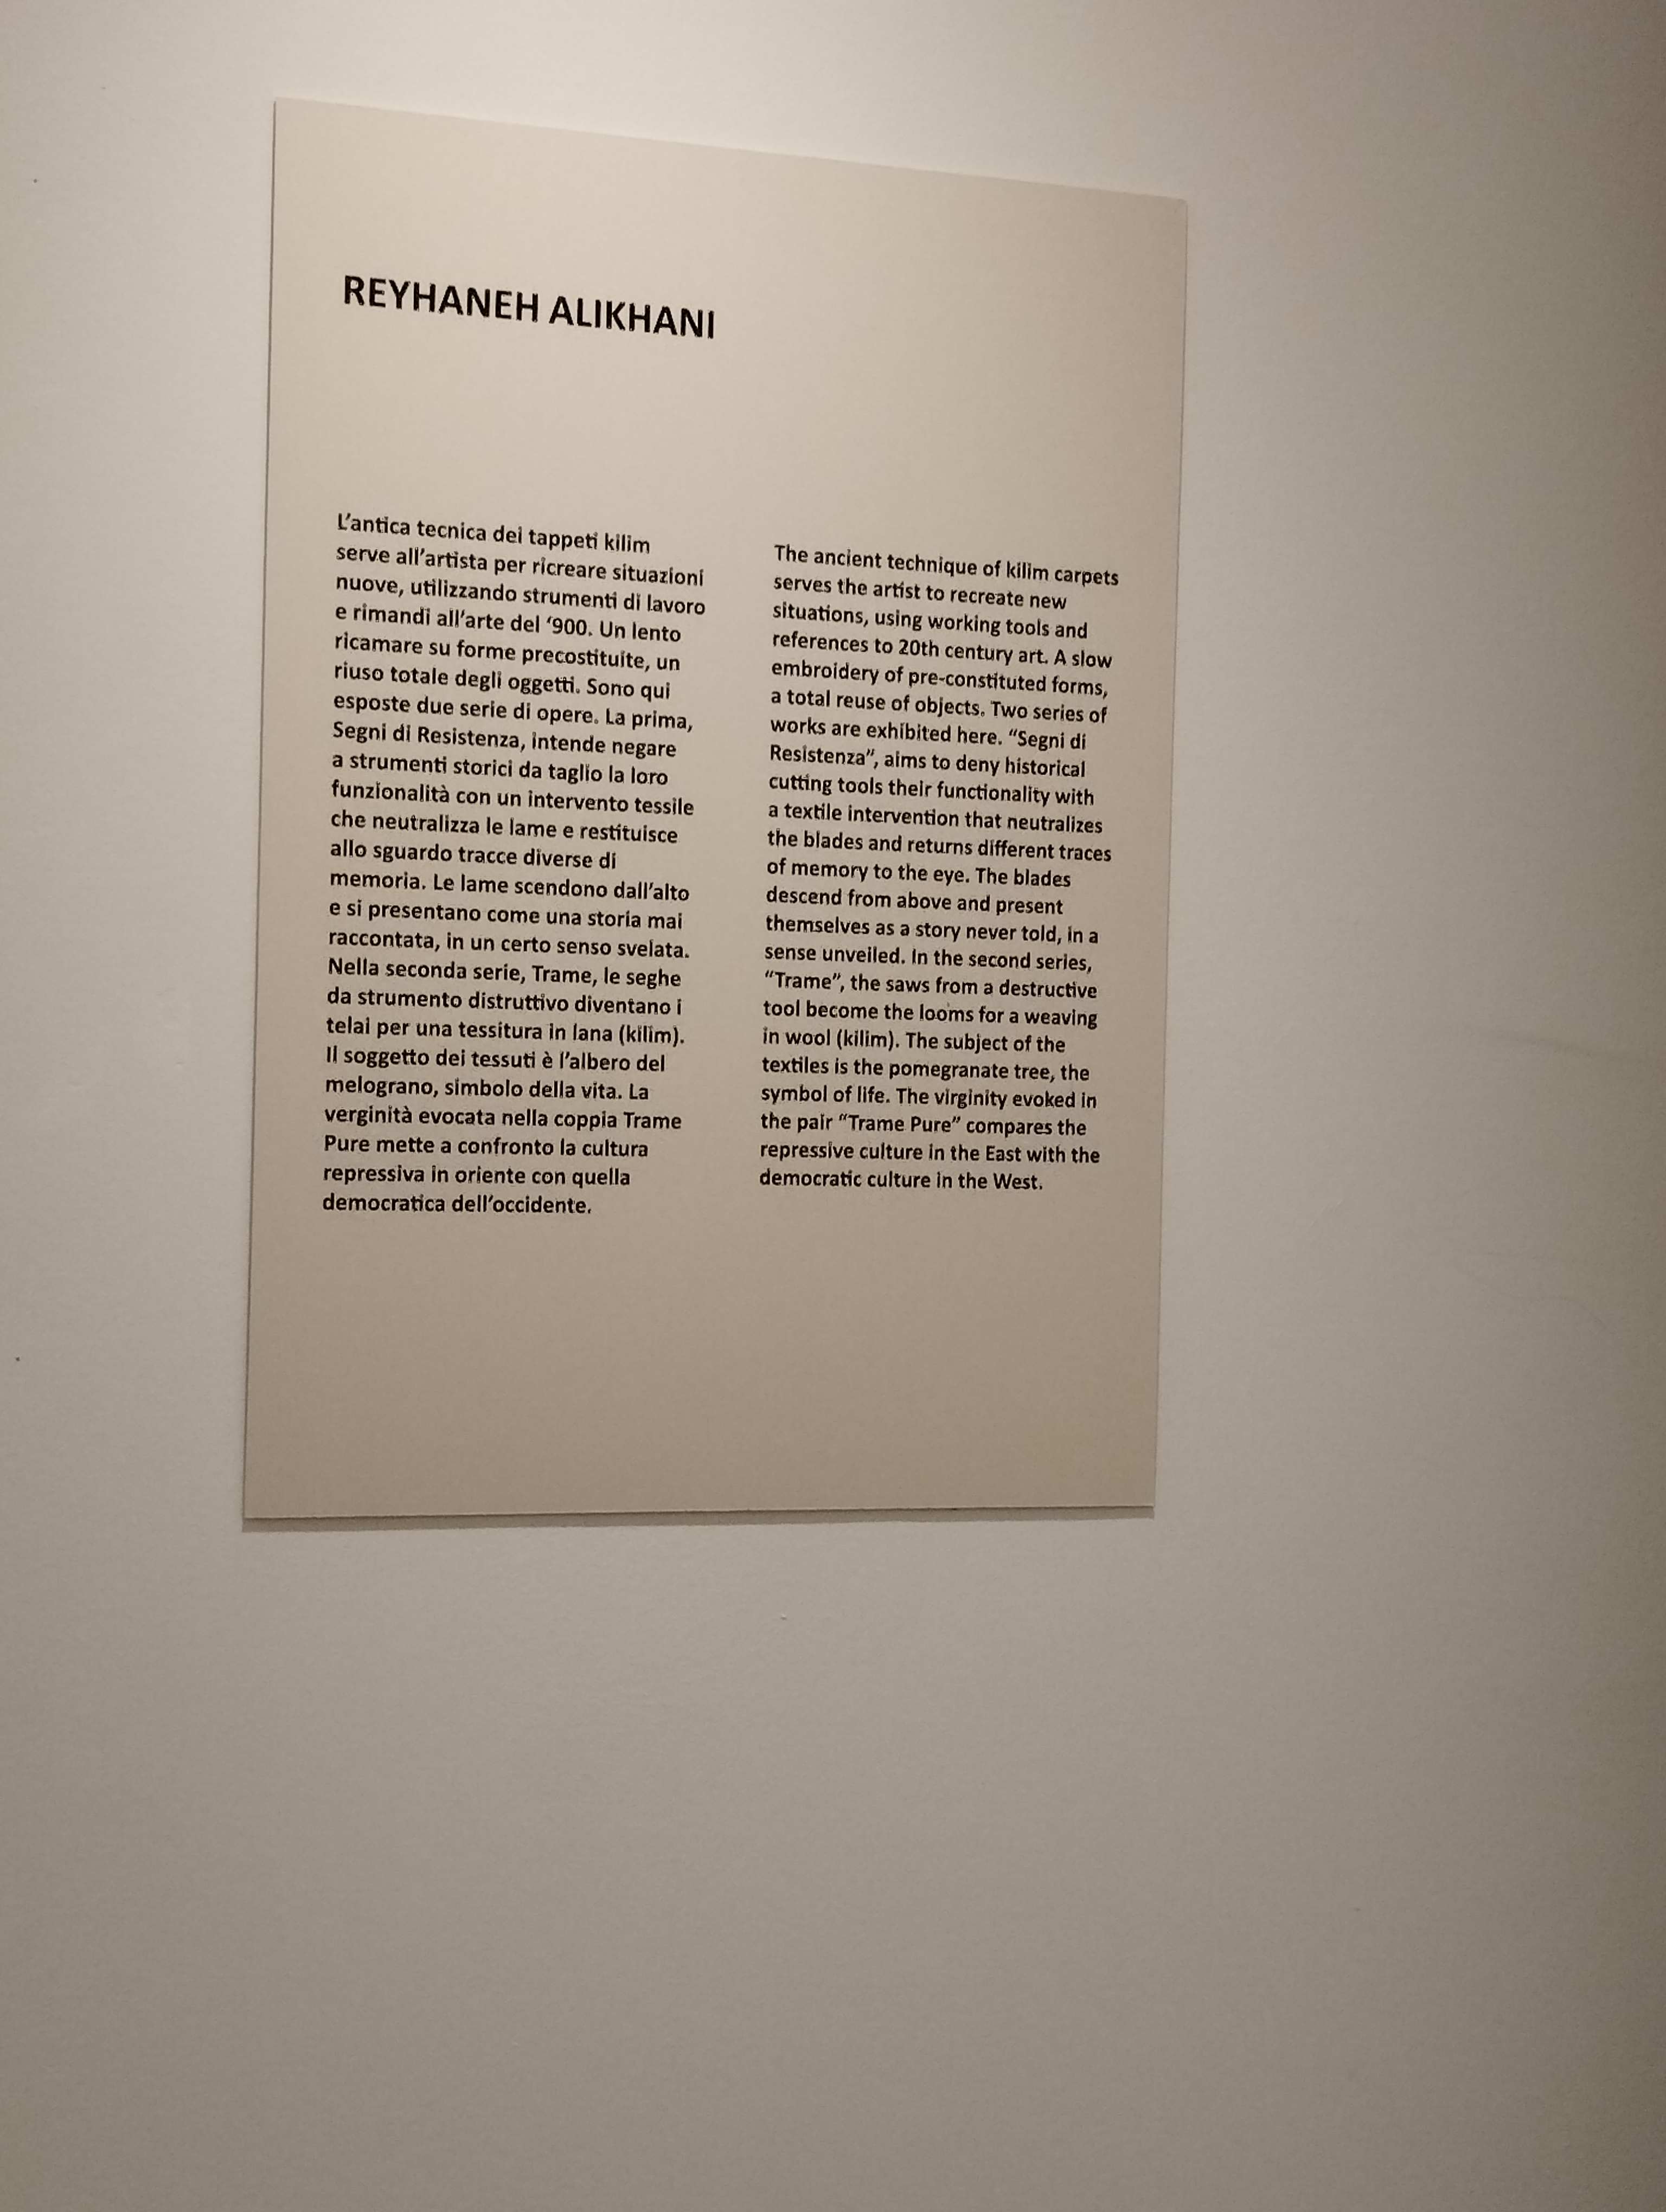 REYHANEH ALIKHANI
L'antica tecnica dei tappeti kilim
serve all'artista per ricreare situazioni
nuove, utilizzando strumenti di lavoro
e rimandi all'arte del ‘900. Un lento
ricamare su forme precostituite, un
riuso totale degli oggetti. Sono qui
esposte due serie di opere. La prima,
Segni di Resistenza, intende negare
a strumenti storici da taglio la loro
funzionalità con un intervento tessile
che neutralizza le lame e restituisce
allo sguardo tracce diverse di
memoria. Le lame scendono dall'alto
e si presentano come una storia mai
raccontata, in un certo senso svelata.
Nella seconda serie, Trame, le seghe
da strumento distruttivo diventano i
telai per una tessitura in lana (kilim).
Il soggetto dei tessuti è l'albero del
melograno, simbolo della vita. La
verginità evocata nella coppia Trame
Pure mette a confronto la cultura
repressiva in oriente con quella
democratica dell'occidente.
The ancient technique of kilim carpets
serves the artist to recreate new
situations, using working tools and
references to 20th century art. A slow
embroidery of pre-constituted forms,
a total reuse of objects. Two series of
works are exhibited here. “Segni di
Resistenza”, aims to deny historical
cutting tools their functionality with
a textile intervention that neutralizes
the blades and returns different traces
of memory to the eye. The blades
descend from above and present
themselves as a story never told, in a
sense unveiled. In the second series,
“Trame”, the saws from a destructive
tool become the looms for a weaving
in wool (kilim). The subject of the
textiles is the pomegranate tree, the
symbol of life. The virginity evoked in
the pair “Trame Pure” compares the
repressive culture in the East with the
democratic culture in the West.